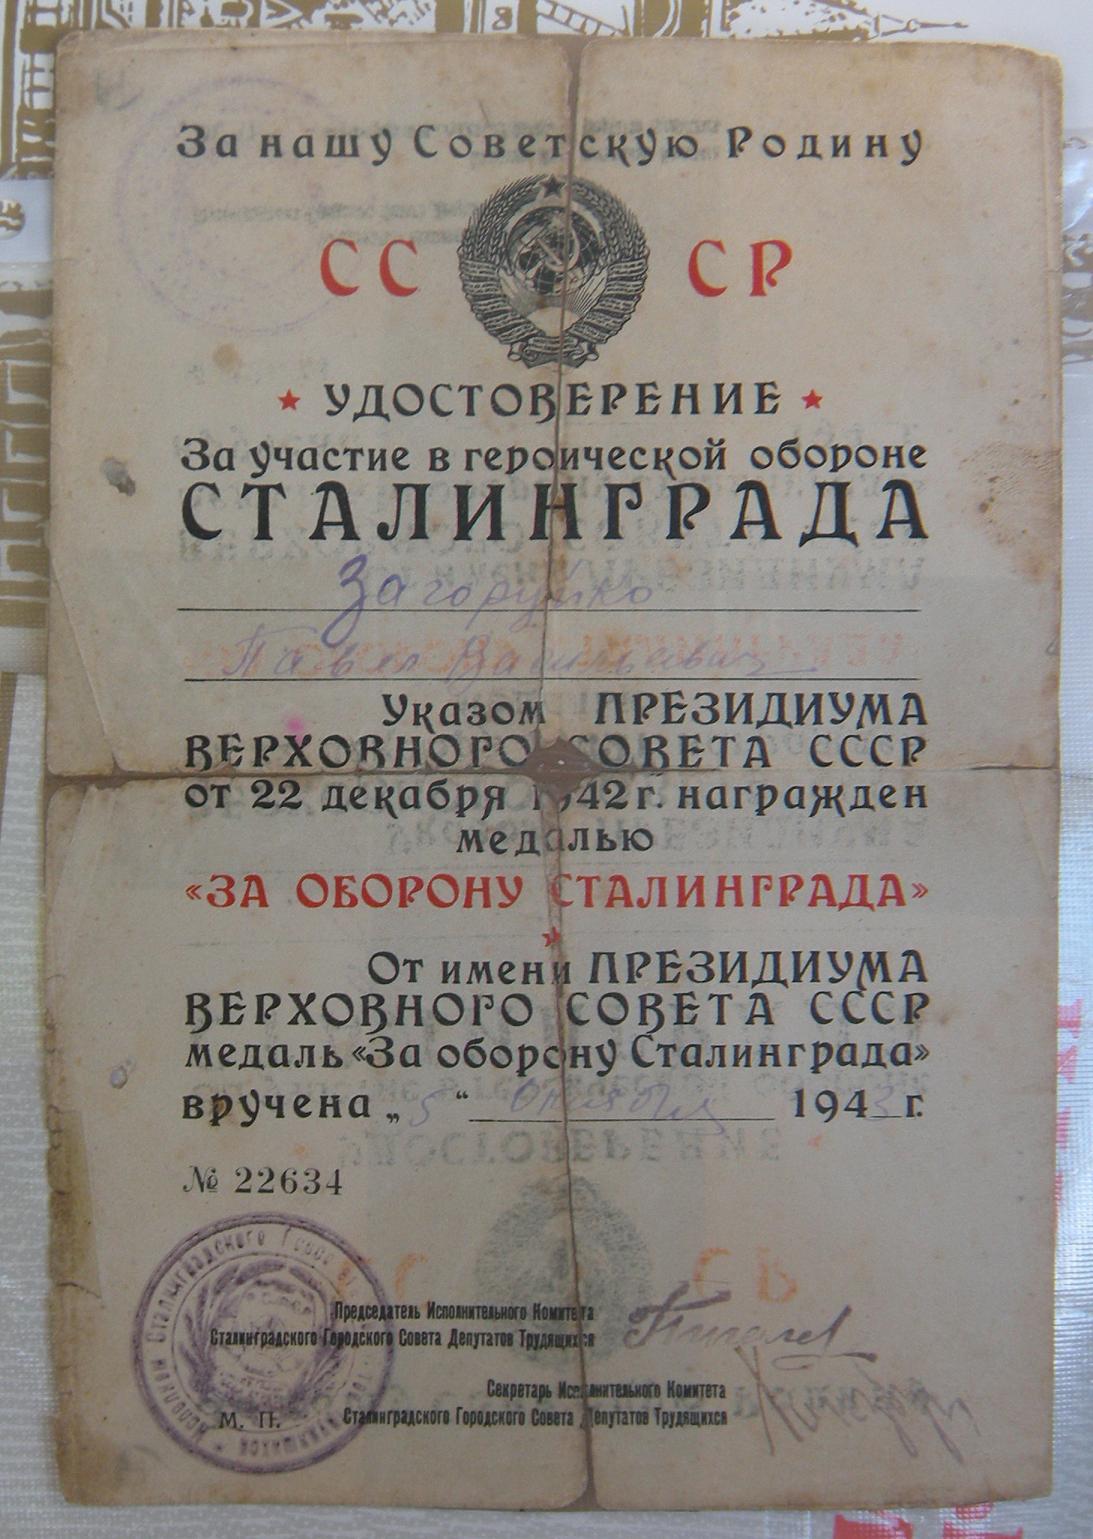 За нашу Советскую Родину
СС СР
УДОСТОВЕРЕНИЕ
За участие в героической обороне
СТАЛИНГРАДА
Загоруйко
Павел Васильевич
Указом ПРЕЗИДИУМА
ВЕРХОВНОГО СОВЕТА СССР
от 22 декабря 1942 г. награжден
медалью
«ЗА ОБОРОНУ СТАЛИНГРАДА»
От имени ПРЕЗИДИУМА
ВЕРХОВНОГО СОВЕТА СССР
медаль «За оборону Сталинграда»
вручена „5“ Октября 1943 г.
№ 22634
Председатель Исполнительного Комитета
Сталинградского Городского Совета Депутатов Трудящихся
Секретарь Исполнительного Комитета
Сталинградского Городского Совета Депутатов Трудящихся
М. П.